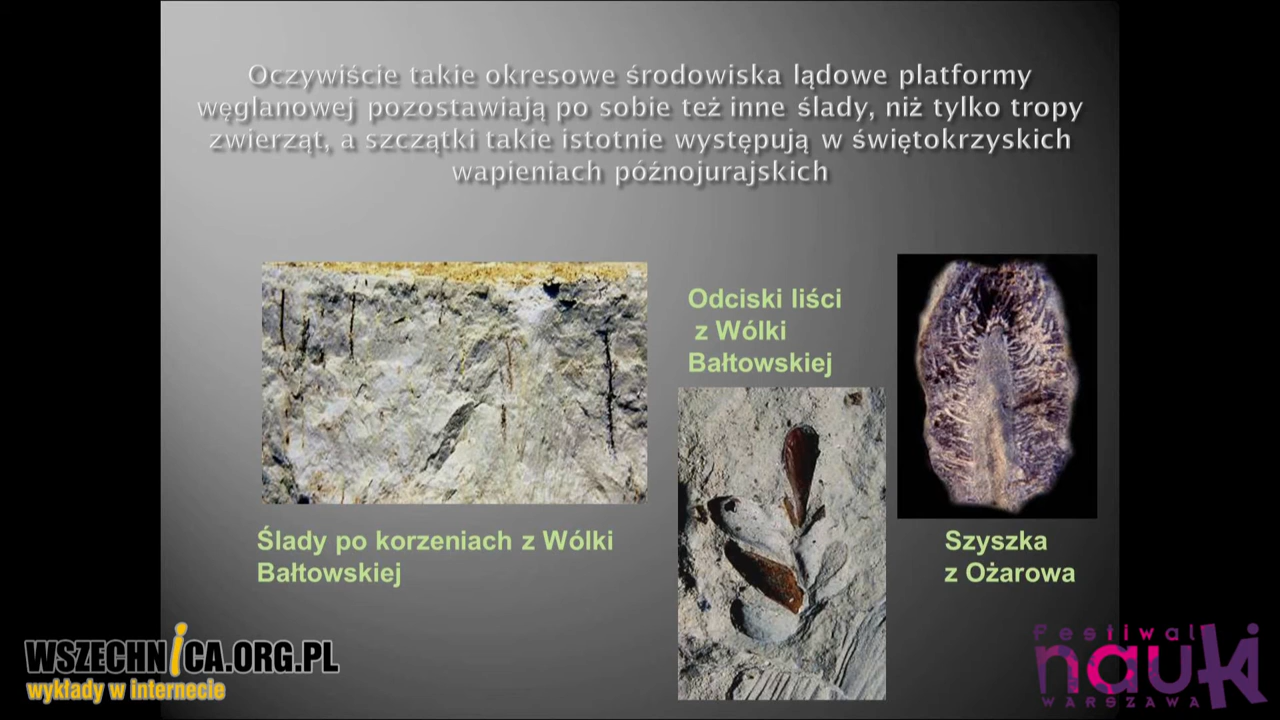 Oczywiście takie okresowe środowiska lądowe platformy
węglanowej pozostawiają po sobie też inne ślady, niż tylko tropy
zwierząt, a szczątki takie istotnie występują w świętokrzyskich
wapieniach późnojurajskich
Odciski liści
z Wólki
Bałtowskiej
Ślady po korzeniach z Wólki
Bałtowskiej
Szyszka
z Ożarowa
WSZECHNiCA.ORG.PL
wykłady w internecie
Festiwal
nauki
WARSZAWA